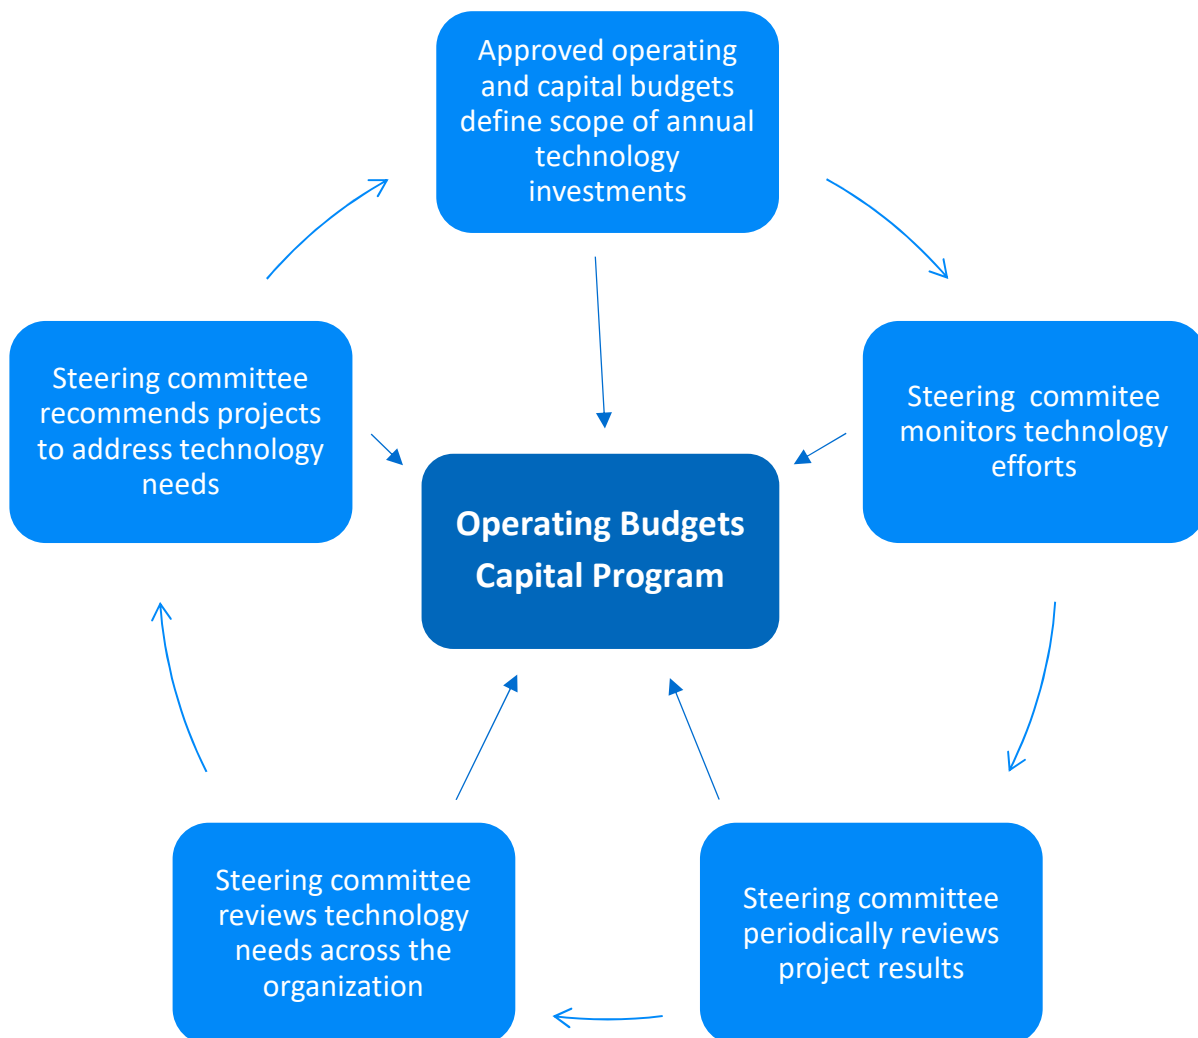 Approved operating
and capital budgets
define scope of annual
technology
investments
Steering committee
recommends projects
to address technology
needs
Steering  commitee
monitors technology
efforts
Operating Budgets
Capital Program
Steering committee
reviews technology
needs across the
organization
Steering committee
periodically reviews
project results